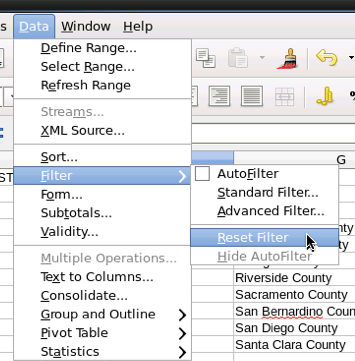 s Data Window Help
Define Range...
Select Range...
Refresh Range
Streams...
XML Source...
Sort...
Filter
Form...
Subtotals...
Validity...
Multiple Operations...
Text to Columns...
Consolidate...
Group and Outline
Pivot Table
Statistics
AutoFilter
Standard Filter...
Advanced Filter...
Reset Filter
Hide AutoFilter
G
ST
nty
ty
Riverside County
Sacramento County
San Bernardino Coun
San Diego County
Santa Clara County